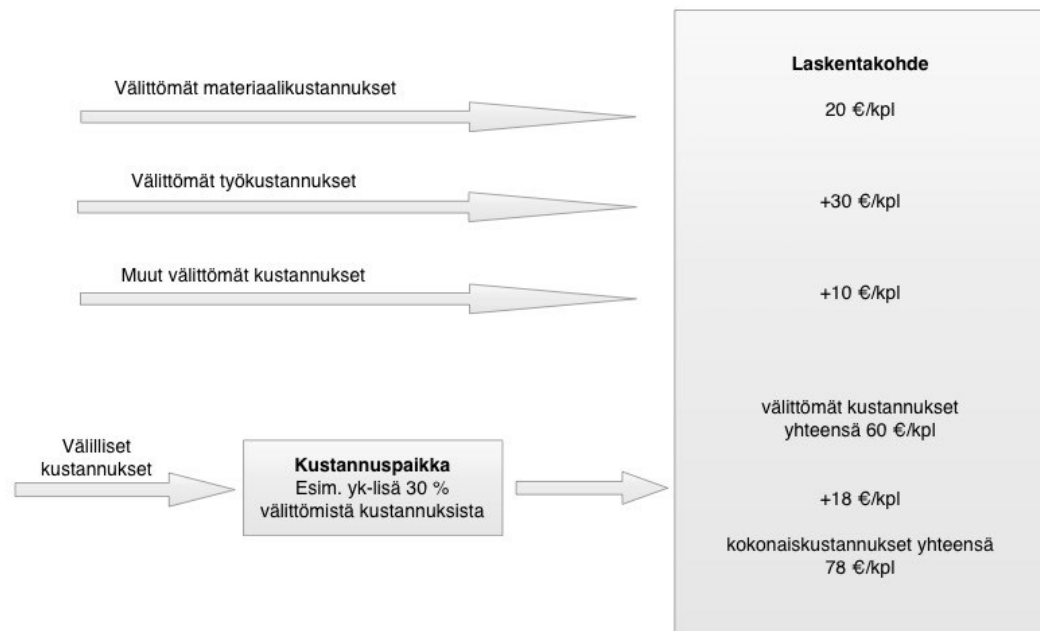 Laskentakohde
Välittömät materiaalikustannukset
20 €/kpl
Välittömät työkustannukset
+30 €/kpl
Muut välittömät kustannukset
+10 €/kpl
välittömät kustannukset
yhteensä 60 €/kpl
Välilliset
kustannukset
Kustannuspaikka
Esim. yk-lisä 30 %
välittömistä kustannuksista
+18 €/kpl
kokonaiskustannukset yhteensä
78 €/kpl